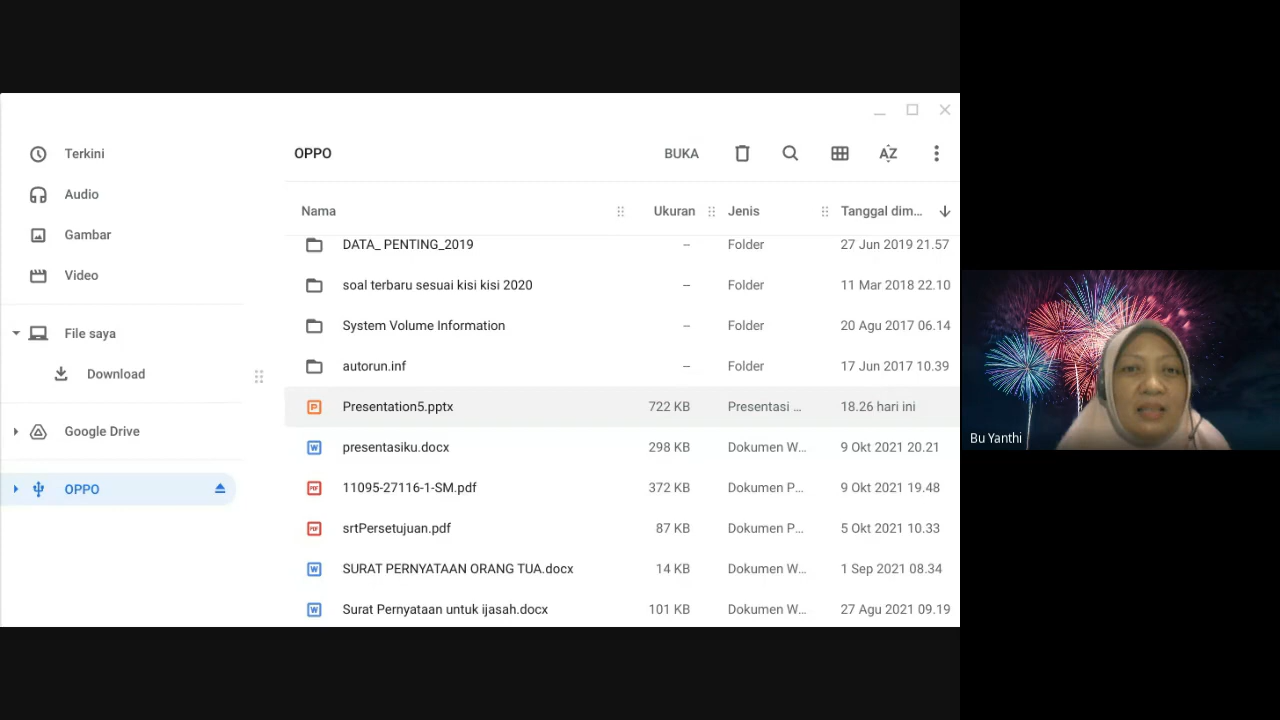 Terkini
Audio
Gambar
Video
File saya
Download
Google Drive
OPPO
OPPO BUKA AZ
Nama Ukuran Jenis Tanggal dim...
DATA_ PENTING_2019 -- Folder 27 Jun 2019 21.57
soal terbaru sesuai kisi kisi 2020 -- Folder 11 Mar 2018 22.10
System Volume Information -- Folder 20 Agu 2017 06.14
autorun.inf -- Folder 17 Jun 2017 10.39
P Presentation5.pptx 722 KB Presentasi ... 18.26 hari ini
W presentasiku.docx 298 KB Dokumen W... 9 Okt 2021 20.21
PDF 11095-27116-1-SM.pdf 372 KB Dokumen P... 9 Okt 2021 19.48
PDF srtPersetujuan.pdf 87 KB Dokumen P... 5 Okt 2021 10.33
W SURAT PERNYATAAN ORANG TUA.docx 14 KB Dokumen W... 1 Sep 2021 08.34
W Surat Pernyataan untuk ijasah.docx 101 KB Dokumen W... 27 Agu 2021 09.19
Bu Yanthi